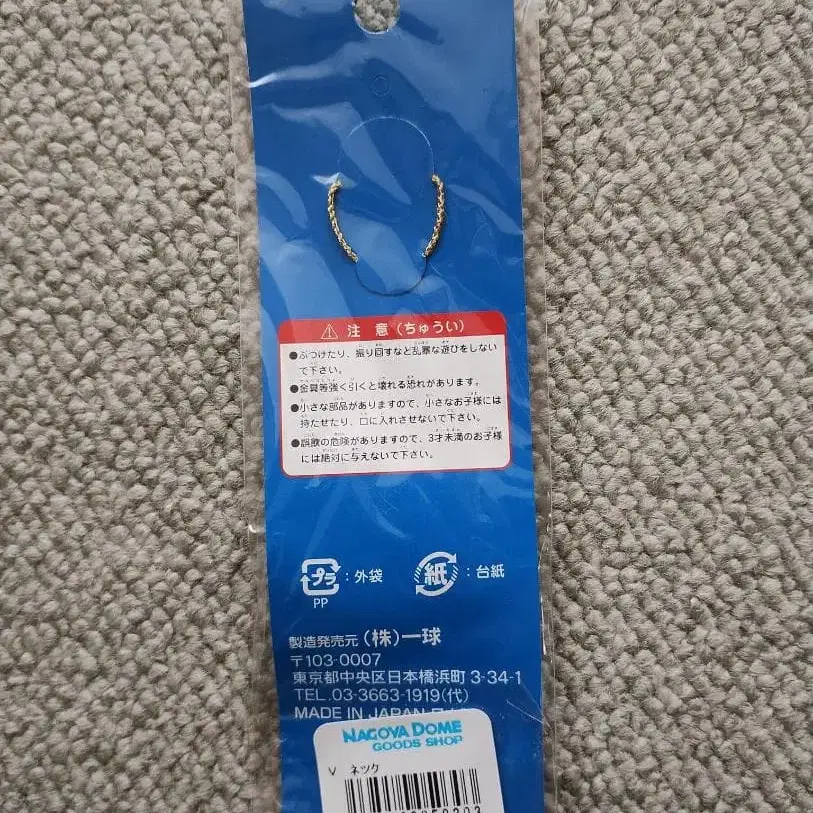 ⚠ 注 意 (ちゅうい)
●ぶつけたり、振り回すなど乱暴な遊びをしない
で下さい。
●金具等強く引くと壊れる恐れがあります。
●小さな部品がありますので、小さなお子様には
持たせたり、口に入れさせないで下さい。
●誤飲の危険がありますので、3才未満のお子様
には絶対に与えないで下さい。
プラ : 外袋 紙 : 台紙
PP
製造発売元 (株)一球
〒103-0007
東京都中央区日本橋浜町 3-34-1
TEL.03-3663-1919(代)
MADE IN JAPAN
NAGOYA DOME
GOODS SHOP
V ネツケ